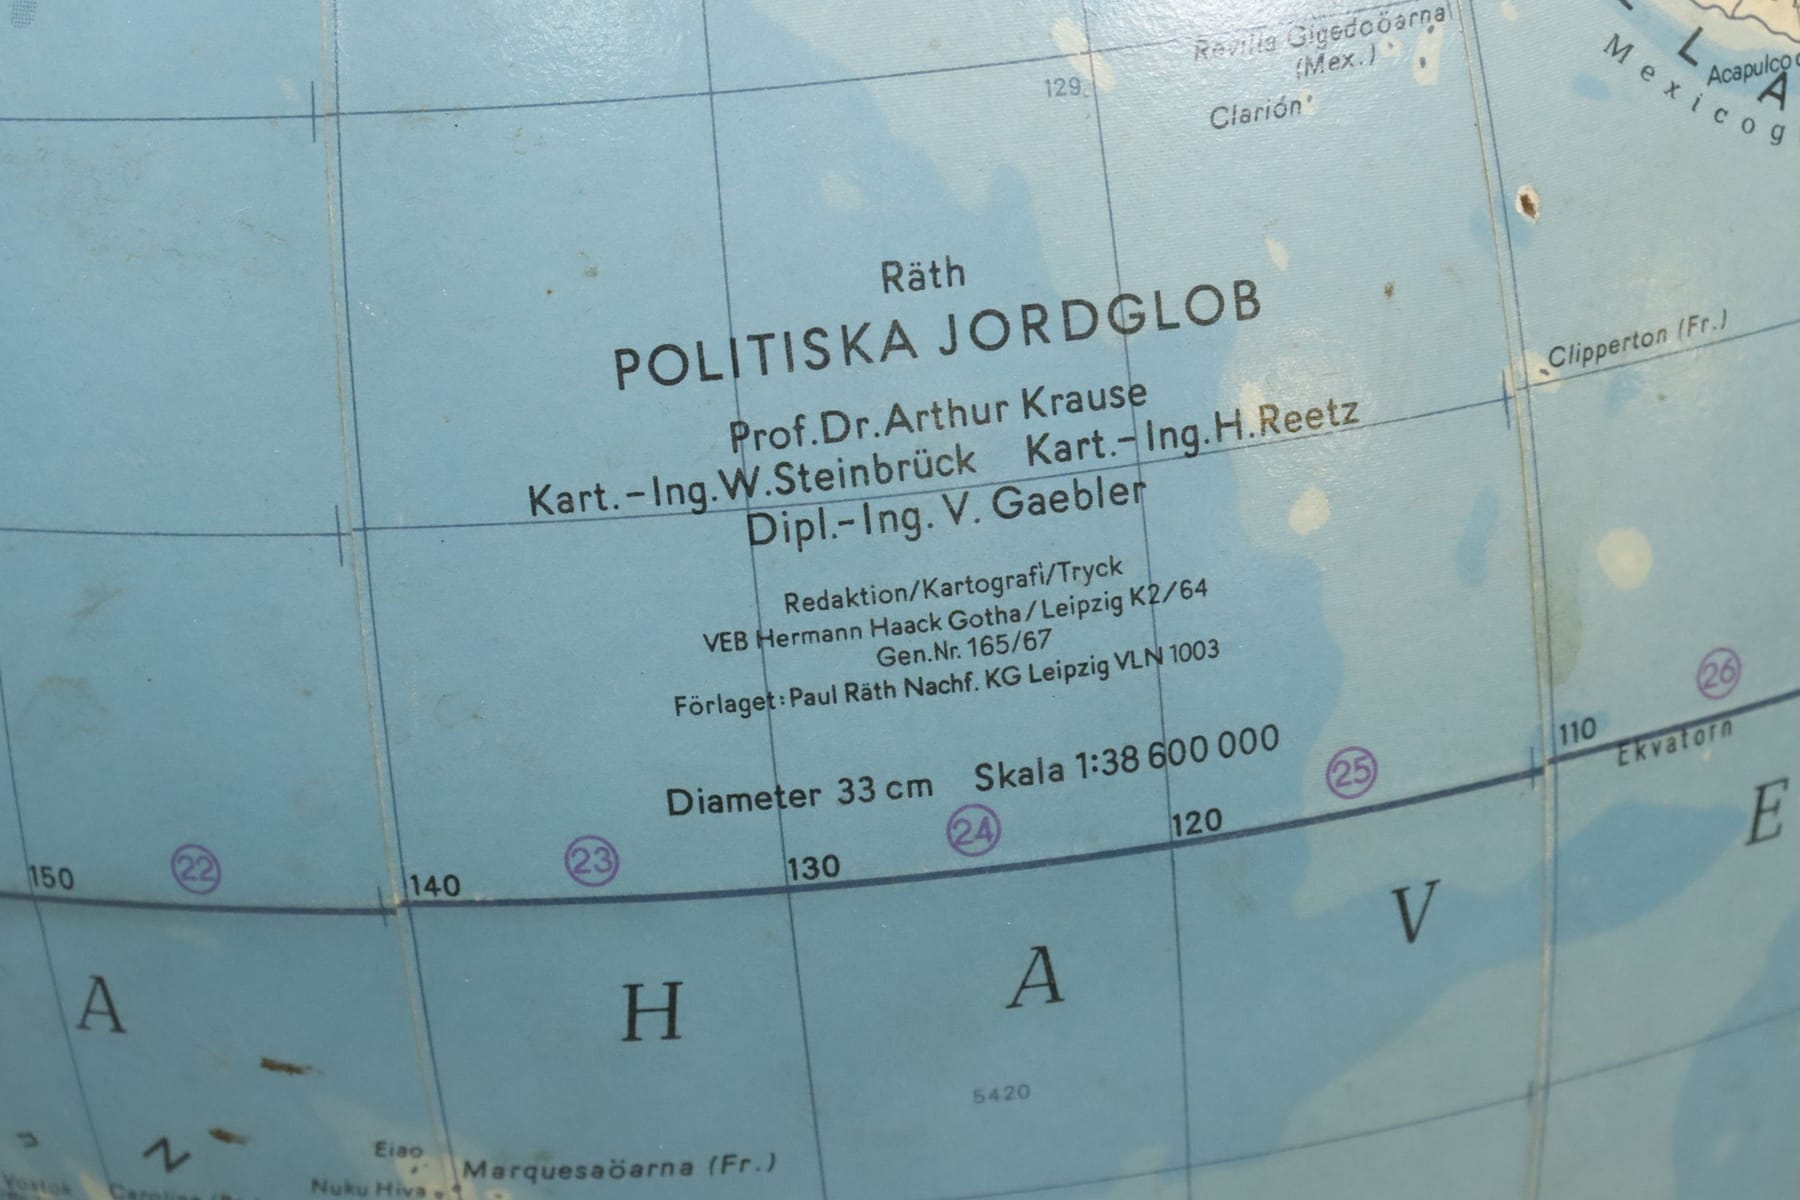 Revilla Gigedoöarna
(Mex.)
129
Clarión
L
A
Acapulco
Mexicog
Räth
POLITISKA JORDGLOB
Prof.Dr.Arthur Krause
Kart.-Ing.W.Steinbrück Kart.-Ing.H.Reetz
Dipl.-Ing. V. Gaebler
Clipperton (Fr.)
Redaktion/Kartografi/Tryck
VEB Hermann Haack Gotha/Leipzig K2/64
Gen.Nr. 165/67
Förlaget: Paul Räth Nachf. KG Leipzig VLN 1003
Diameter 33 cm Skala 1:38 600 000
22 23 24 25 26
150 140 130 120 110
Ekvatorn
A H A V E
5420
N
Eiao
Marquesaöarna (Fr.)
Nuku Hiva
Vostok